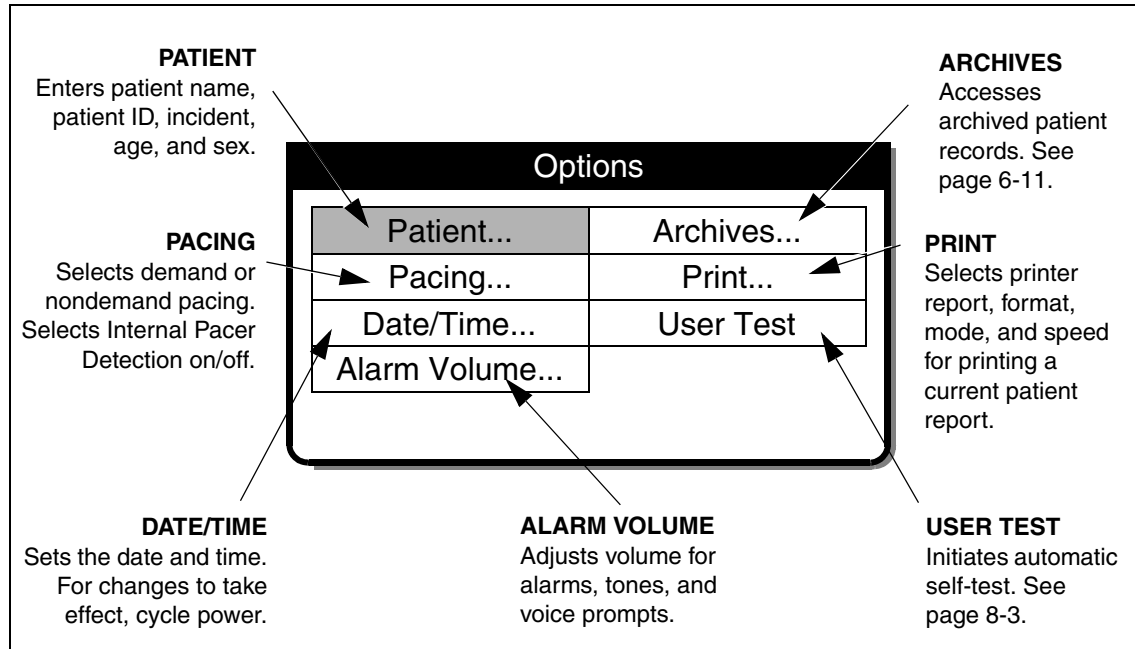 PATIENT
Enters patient name,
patient ID, incident,
age, and sex.
ARCHIVES
Accesses
archived patient
records. See
page 6-11.
Options
Patient...
Archives...
Pacing...
Print...
Date/Time...
User Test
Alarm Volume...
PACING
Selects demand or
nondemand pacing.
Selects Internal Pacer
Detection on/off.
PRINT
Selects printer
report, format,
mode, and speed
for printing a
current patient
report.
DATE/TIME
Sets the date and time.
For changes to take
effect, cycle power.
ALARM VOLUME
Adjusts volume for
alarms, tones, and
voice prompts.
USER TEST
Initiates automatic
self-test. See
page 8-3.